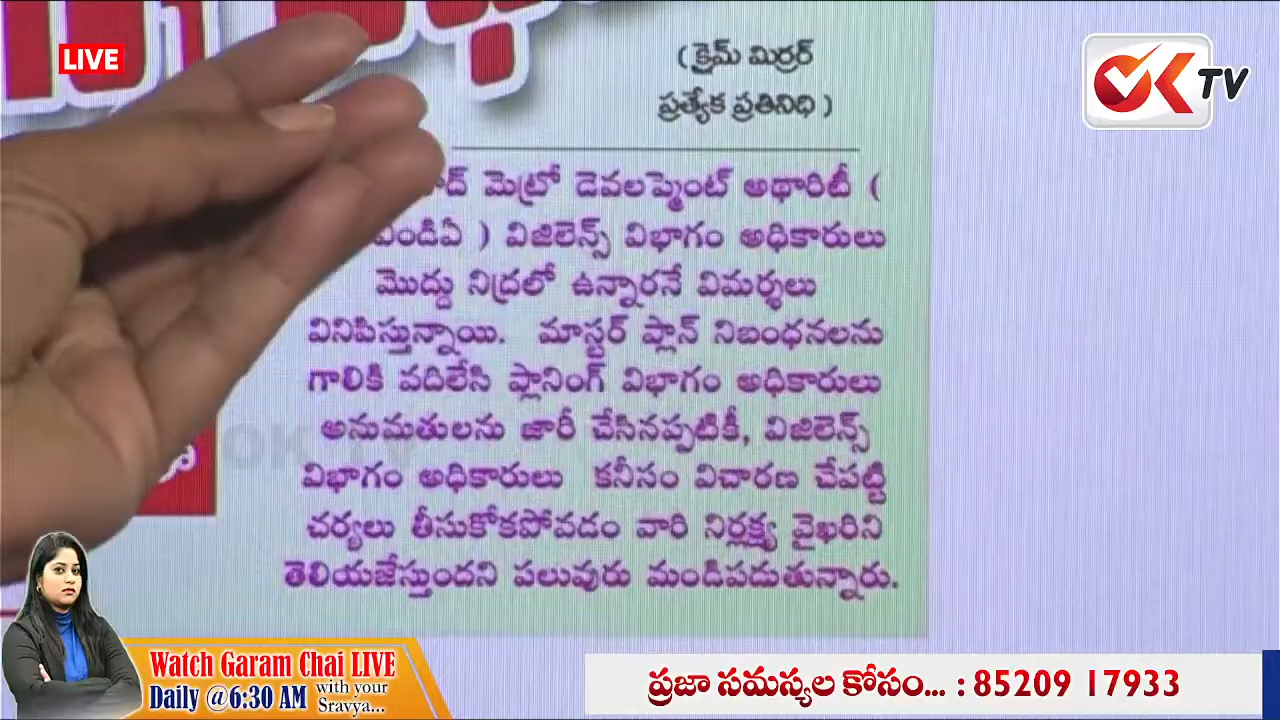 LIVE
OK TV
( క్రైమ్ మిర్రర్
ప్రత్యేక ప్రతినిధి )
మెట్రో డెవలప్మెంట్ అథారిటీ (
) విజిలెన్స్ విభాగం అధికారులు
మొద్దు నిద్రలో ఉన్నారనే విమర్శలు
వినిపిస్తున్నాయి. మాస్టర్ ప్లాన్ నిబంధనలను
గాలికి వదిలేసి ప్లానింగ్ విభాగం అధికారులు
అనుమతులను జారీ చేసినప్పటికీ, విజిలెన్స్
విభాగం అధికారులు కనీసం విచారణ చేపట్టి
చర్యలు తీసుకోకపోవడం వారి నిర్లక్ష్య వైఖరిని
తెలియజేస్తుందని పలువురు మండిపడుతున్నారు.
Watch Garam Chai LIVE
Daily @6:30 AM with your Sravya...
ప్రజా సమస్యల కోసం... : 85209 17933